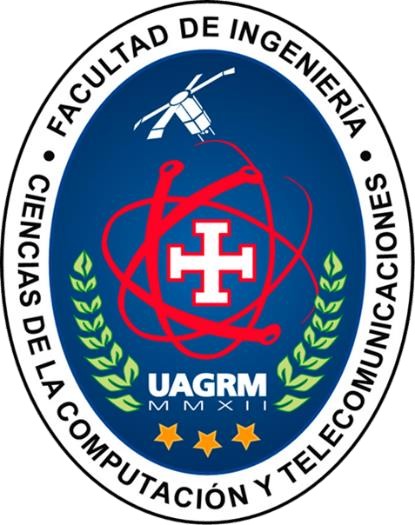 • FACULTAD DE INGENIERÍA •
CIENCIAS DE LA COMPUTACIÓN Y TELECOMUNICACIONES
UAGRM
MMXII